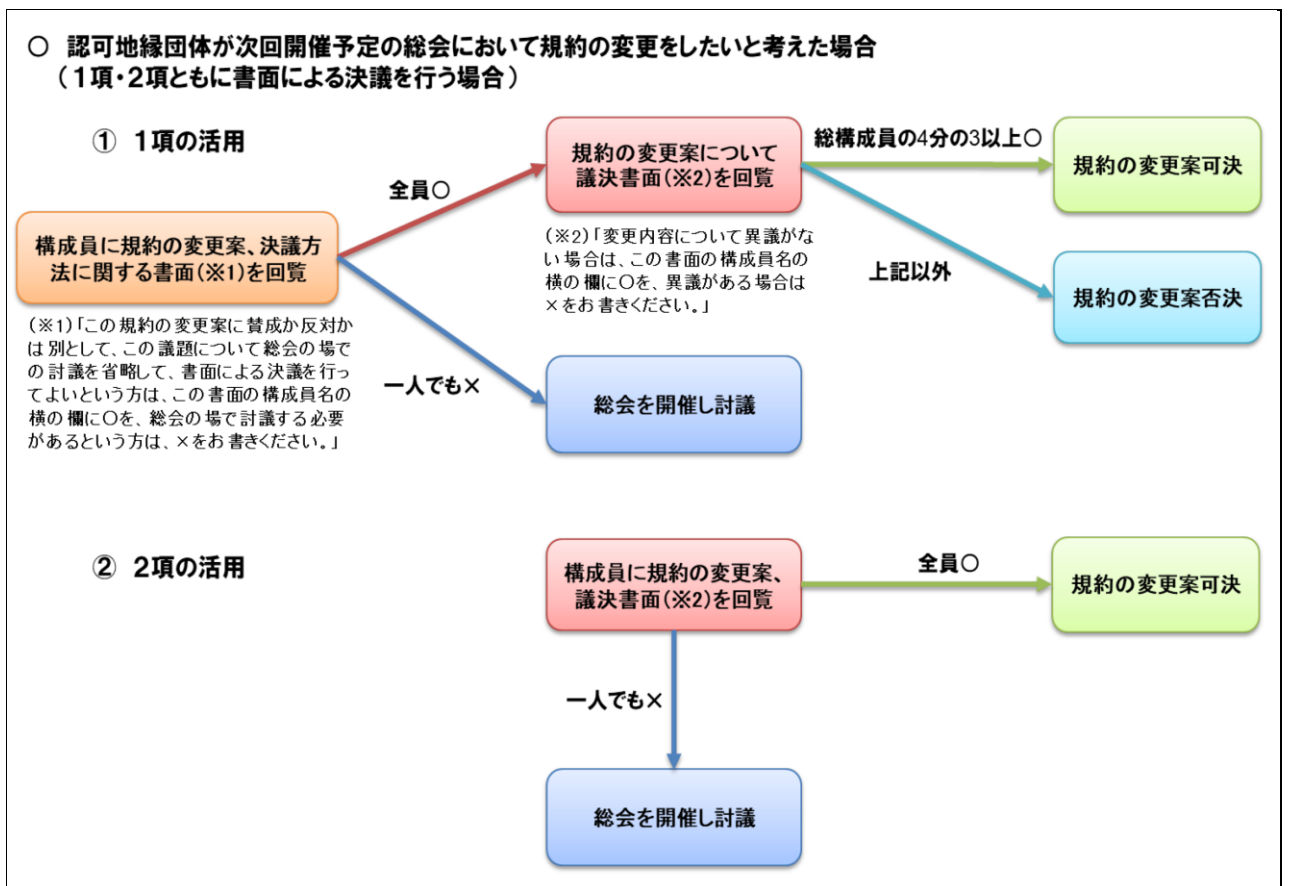 ○ 認可地縁団体が次回開催予定の総会において規約の変更をしたいと考えた場合
（１項・２項ともに書面による決議を行う場合）
① １項の活用
構成員に規約の変更案、決議方
法に関する書面(※1)を回覧
(※1)「この規約の変更案に賛成か反対か
は別として、この議題について総会の場で
の討議を省略して、書面による決議を行っ
てよいという方は、この書面の構成員名の
横の欄に○を、総会の場で討議する必要
があるという方は、×をお書きください。」
全員○
一人でも×
規約の変更案について
議決書面(※2)を回覧
(※2)「変更内容について異議がな
い場合は、この書面の構成員名の
横の欄に○を、異議がある場合は
×をお書きください。」
総会を開催し討議
総構成員の4分の3以上○
上記以外
規約の変更案可決
規約の変更案否決
② ２項の活用
構成員に規約の変更案、
議決書面(※2)を回覧
全員○
規約の変更案可決
一人でも×
総会を開催し討議